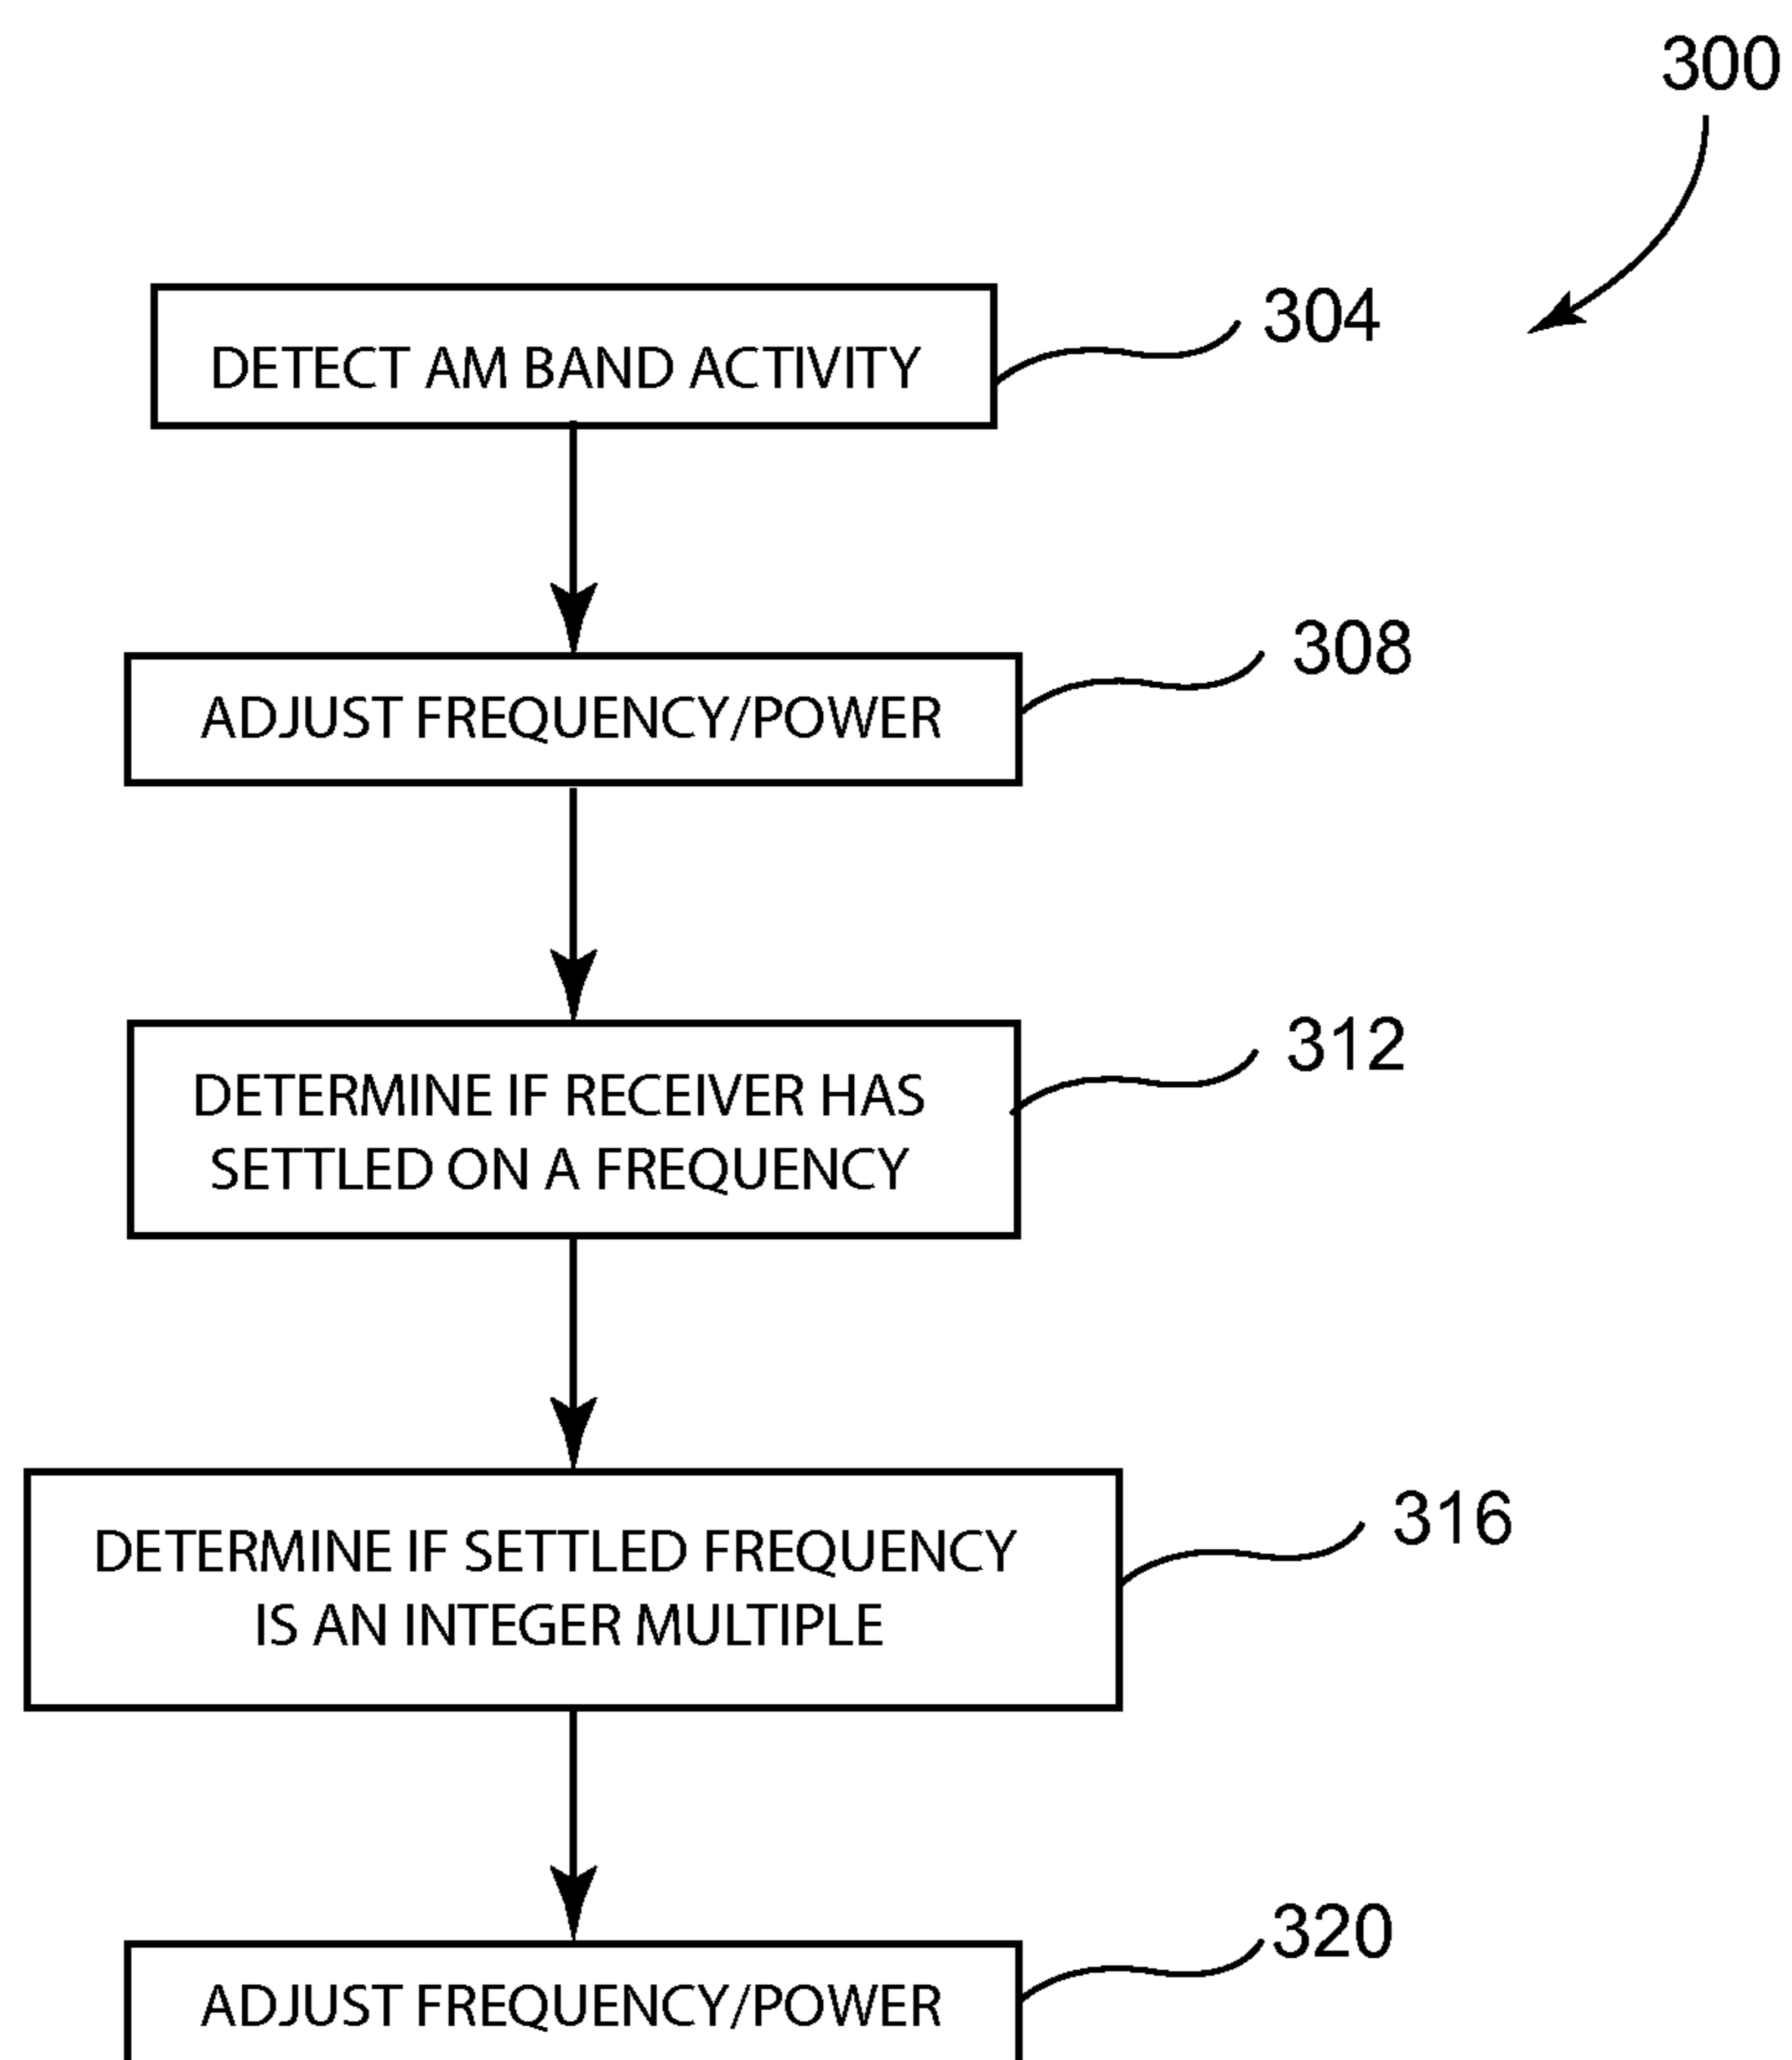 300
DETECT AM BAND ACTIVITY
304
ADJUST FREQUENCY/POWER
308
DETERMINE IF RECEIVER HAS
SETTLED ON A FREQUENCY
312
DETERMINE IF SETTLED FREQUENCY
IS AN INTEGER MULTIPLE
316
ADJUST FREQUENCY/POWER
320